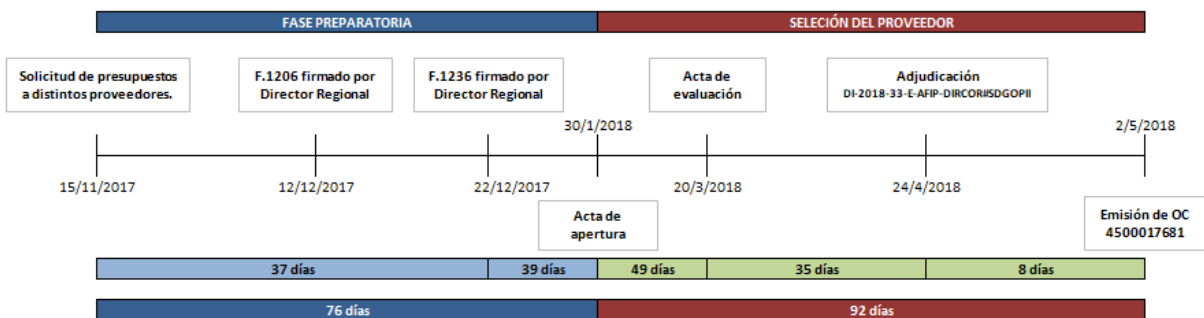 FASE PREPARATORIA
SELECIÓN DEL PROVEEDOR
Solicitud de presupuestos
a distintos proveedores.
F.1206 firmado por
Director Regional
F.1236 firmado por
Director Regional
Acta de
evaluación
Adjudicación
DI-2018-33-E-AFIP-DIRCOR#SDGOPII
30/1/2018
2/5/2018
15/11/2017
12/12/2017
22/12/2017
20/3/2018
24/4/2018
Acta de
apertura
Emisión de OC
4500017681
37 días
39 días
49 días
35 días
8 días
76 días
92 días